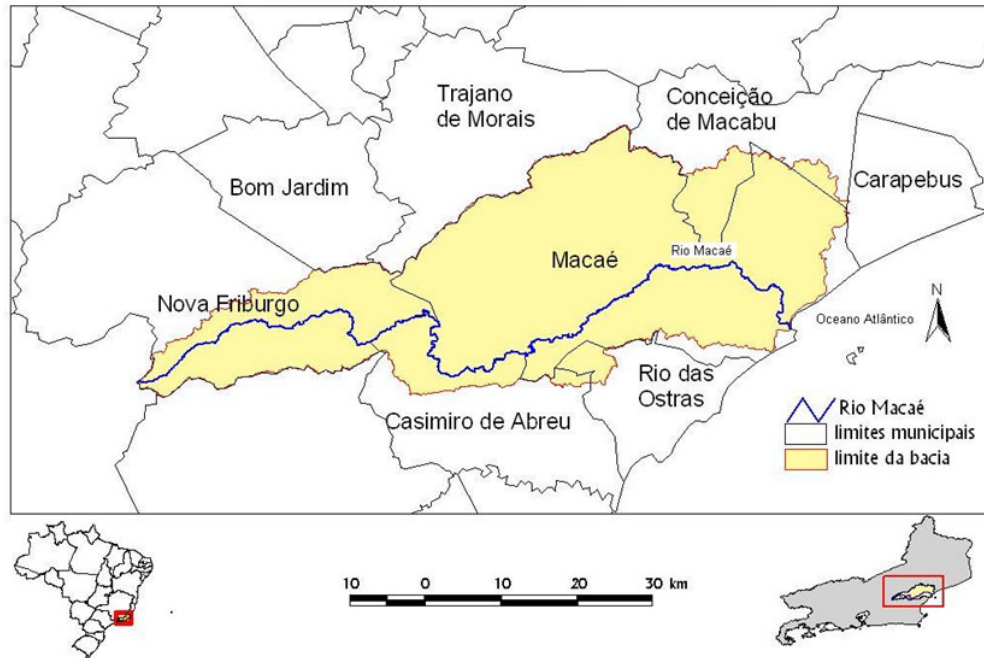 Trajano
de Morais
Conceição
de Macabu
Bom Jardim
Carapebus
Macaé
Rio Macaé
Nova Friburgo
N
Oceano Atlântico
Rio das
Ostras
Casimiro de Abreu
Rio Macaé
limites municipais
limite da bacia
10 0 10 20 30 km